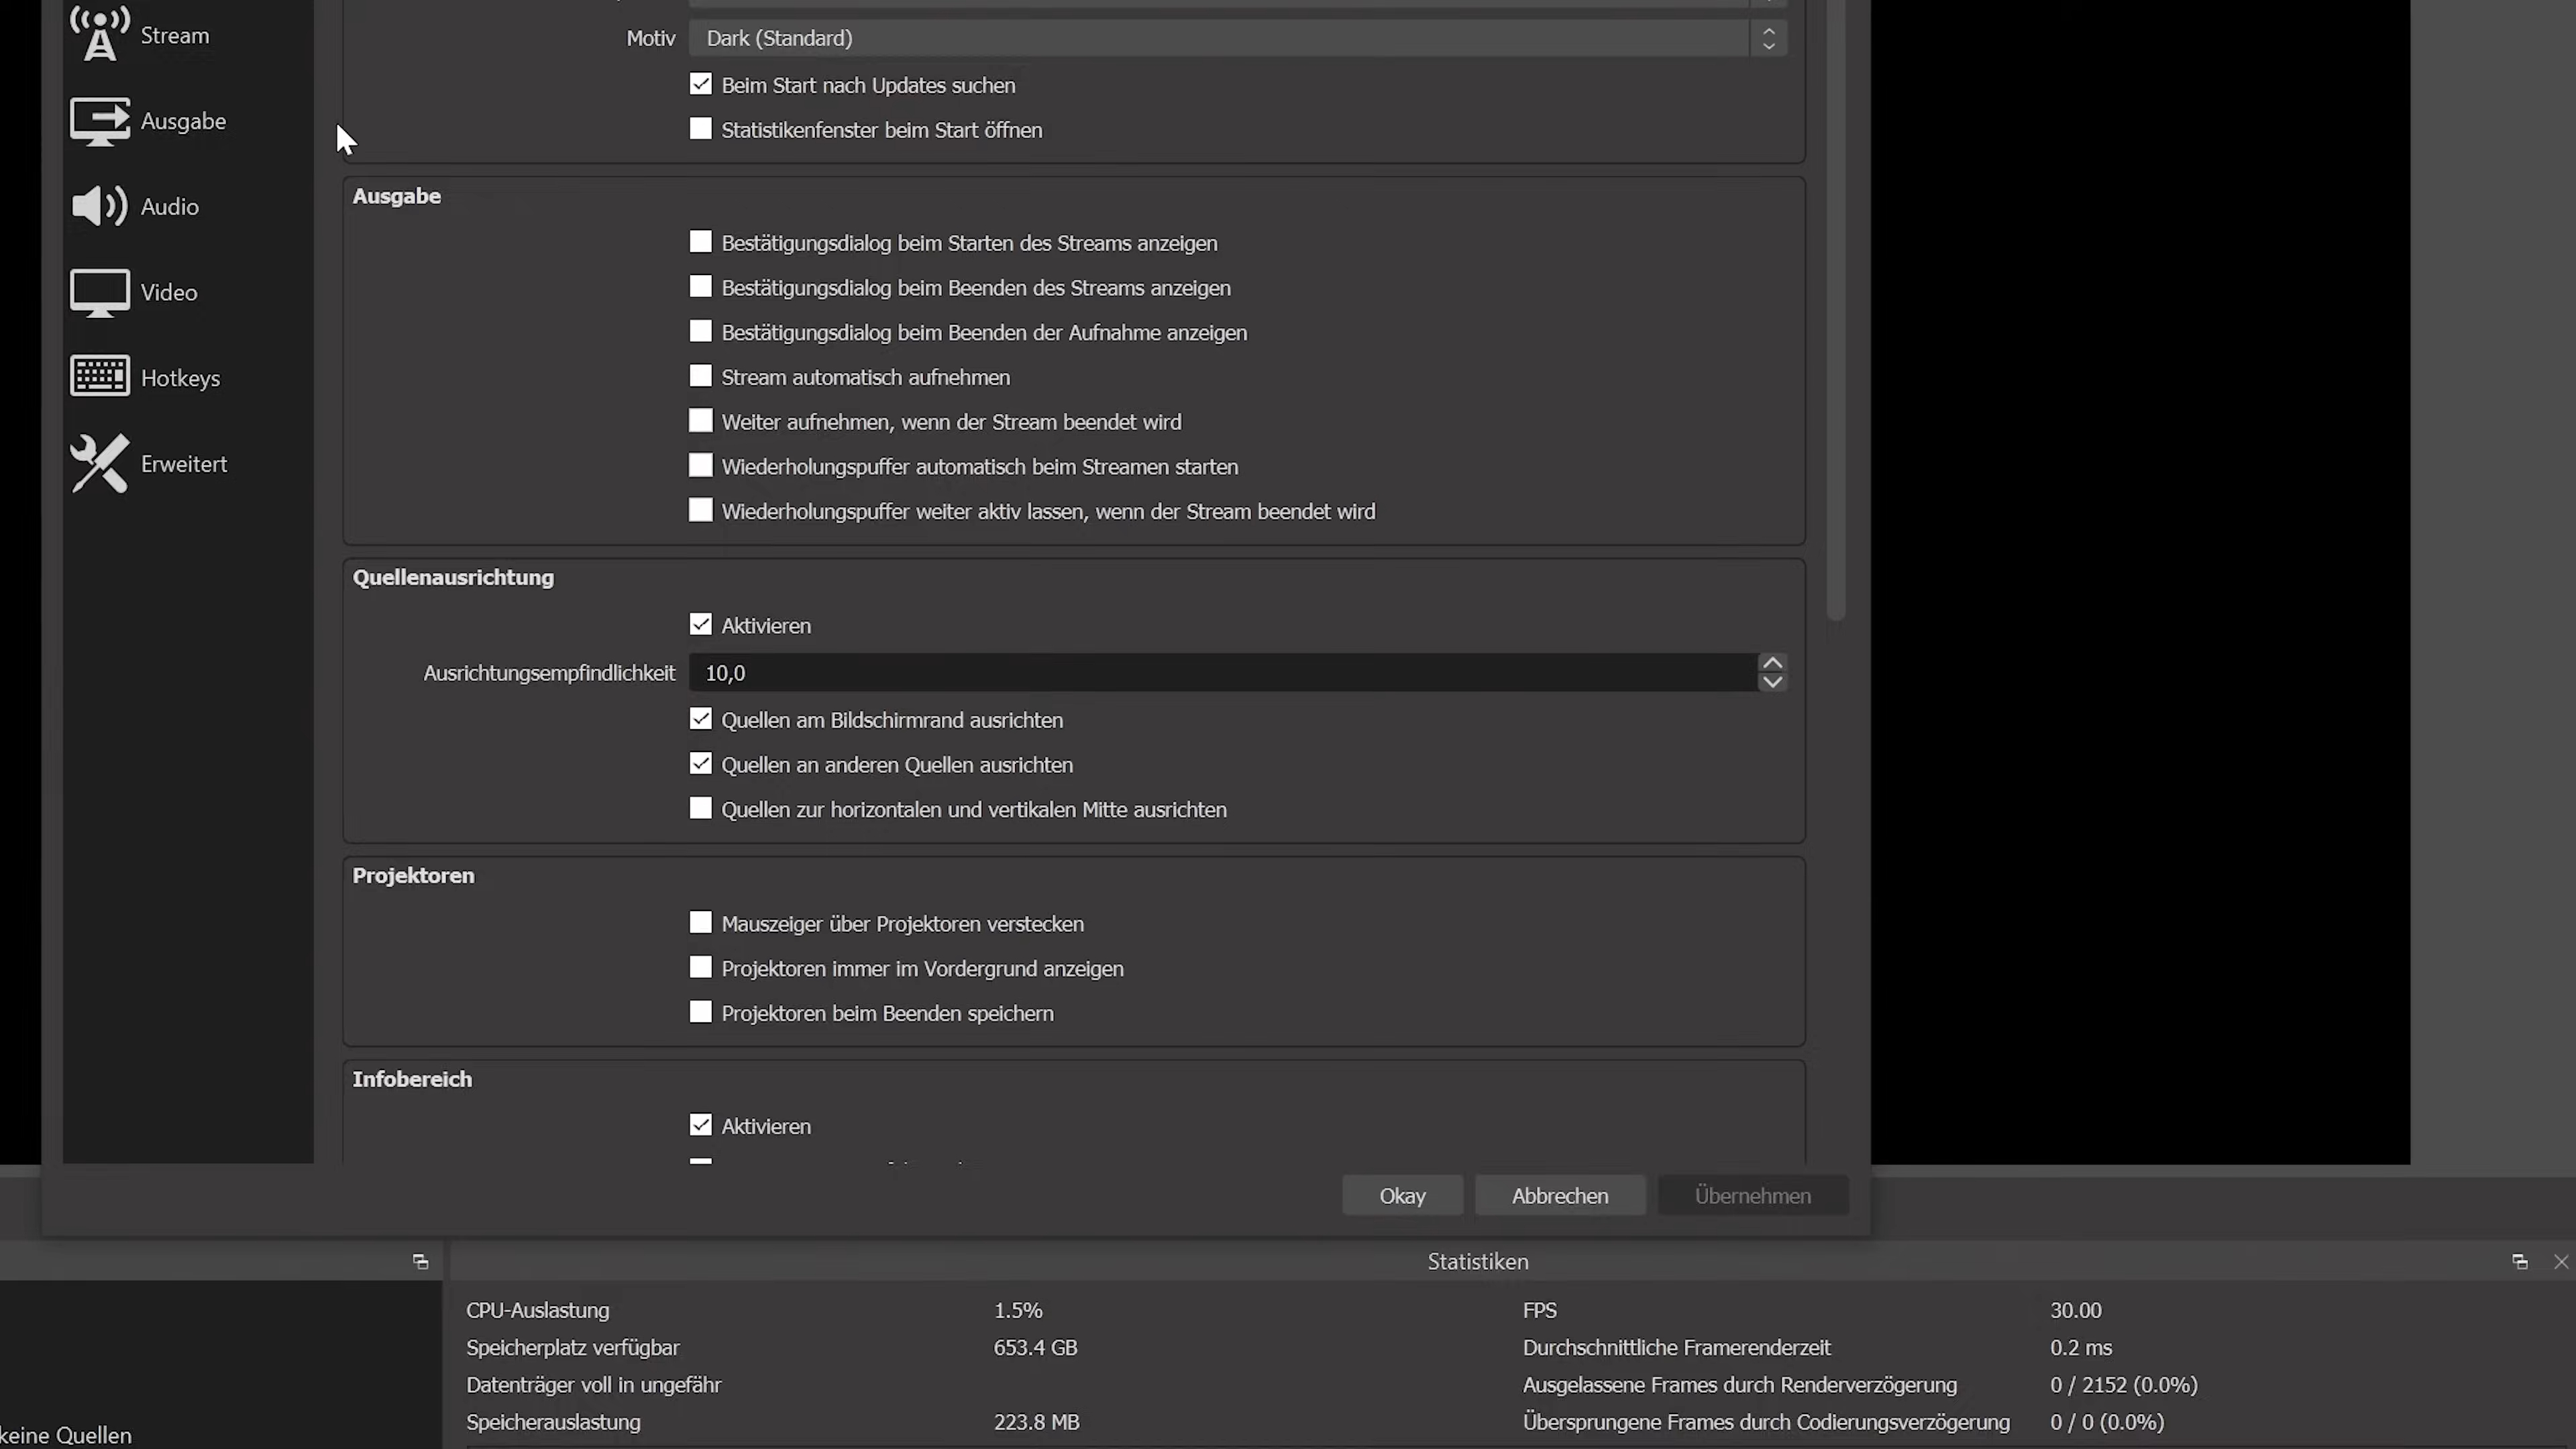 Stream
Ausgabe
Audio
Video
Hotkeys
Erweitert
Motiv Dark (Standard)
Beim Start nach Updates suchen
Statistikenfenster beim Start öffnen
Ausgabe
Bestätigungsdialog beim Starten des Streams anzeigen
Bestätigungsdialog beim Beenden des Streams anzeigen
Bestätigungsdialog beim Beenden der Aufnahme anzeigen
Stream automatisch aufnehmen
Weiter aufnehmen, wenn der Stream beendet wird
Wiederholungspuffer automatisch beim Streamen starten
Wiederholungspuffer weiter aktiv lassen, wenn der Stream beendet wird
Quellenausrichtung
Aktivieren
Ausrichtungsempfindlichkeit 10,0
Quellen am Bildschirmrand ausrichten
Quellen an anderen Quellen ausrichten
Quellen zur horizontalen und vertikalen Mitte ausrichten
Projektoren
Mauszeiger über Projektoren verstecken
Projektoren immer im Vordergrund anzeigen
Projektoren beim Beenden speichern
Infobereich
Aktivieren
Okay Abbrechen Übernehmen
Statistiken
CPU-Auslastung 1.5% FPS 30.00
Speicherplatz verfügbar 653.4 GB Durchschnittliche Framerenderzeit 0.2 ms
Datenträger voll in ungefähr Ausgelassene Frames durch Renderverzögerung 0 / 2152 (0.0%)
Speicherauslastung 223.8 MB Übersprungene Frames durch Codierungsverzögerung 0 / 0 (0.0%)
keine Quellen